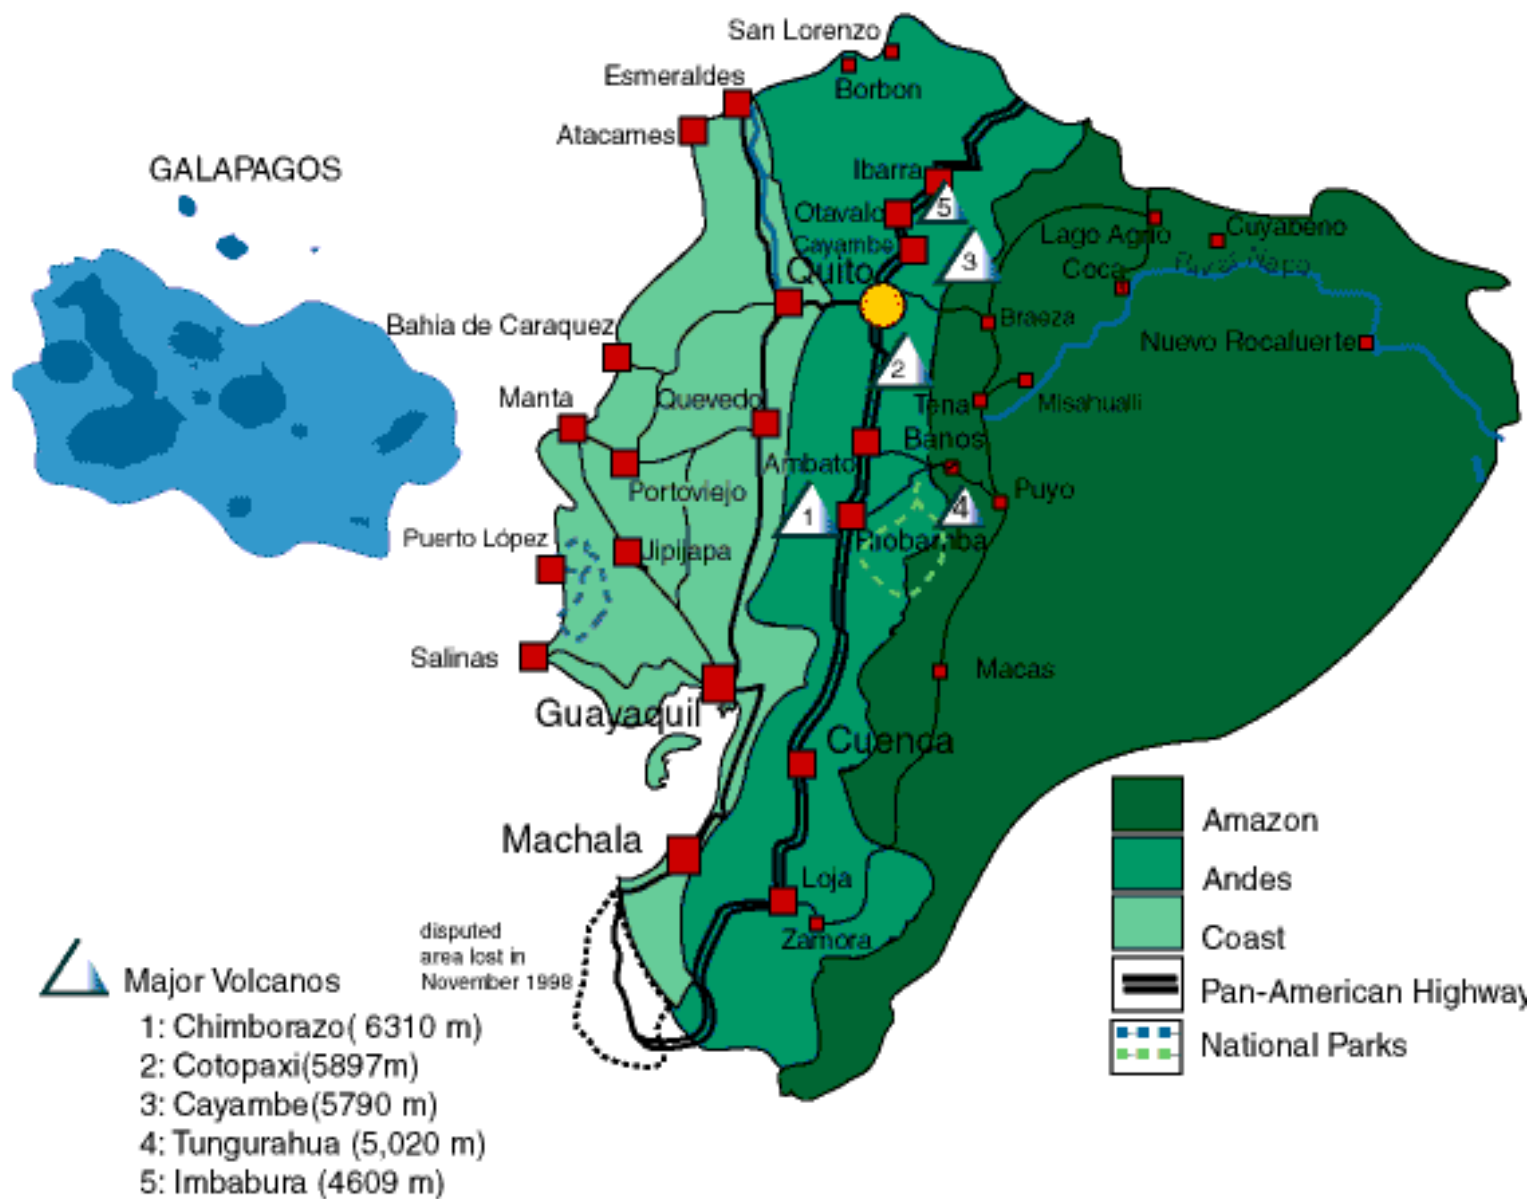 San Lorenzo
Esmeraldes
Borbon
Atacames
GALAPAGOS
Ibarra
5
Otavalo
Lago Agrio
Cuyabeno
Cayambe
3
Coca
Quito
Bahia de Caraquez
Braeza
Nuevo Rocafuerte
2
Manta
Quevedo
Tena
Misahualli
Banos
Ambato
Portoviejo
Puyo
1
4
Puerto López
Jipijapa
Riobamba
Salinas
Macas
Guayaquil
Cuenca
Machala
Amazon
Loja
Andes
disputed
area lost in
November 1998
Zamora
Coast
Major Volcanos
Pan-American Highway
1: Chimborazo( 6310 m)
National Parks
2: Cotopaxi(5897m)
3: Cayambe(5790 m)
4: Tungurahua (5,020 m)
5: Imbabura (4609 m)